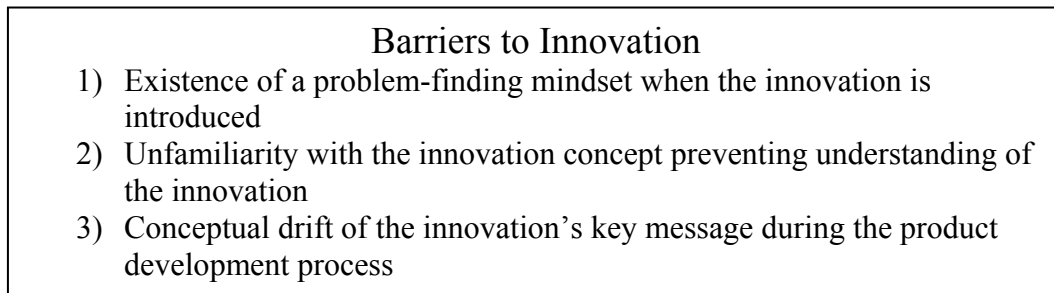 Barriers to Innovation
1) Existence of a problem-finding mindset when the innovation is
introduced
2) Unfamiliarity with the innovation concept preventing understanding of
the innovation
3) Conceptual drift of the innovation's key message during the product
development process